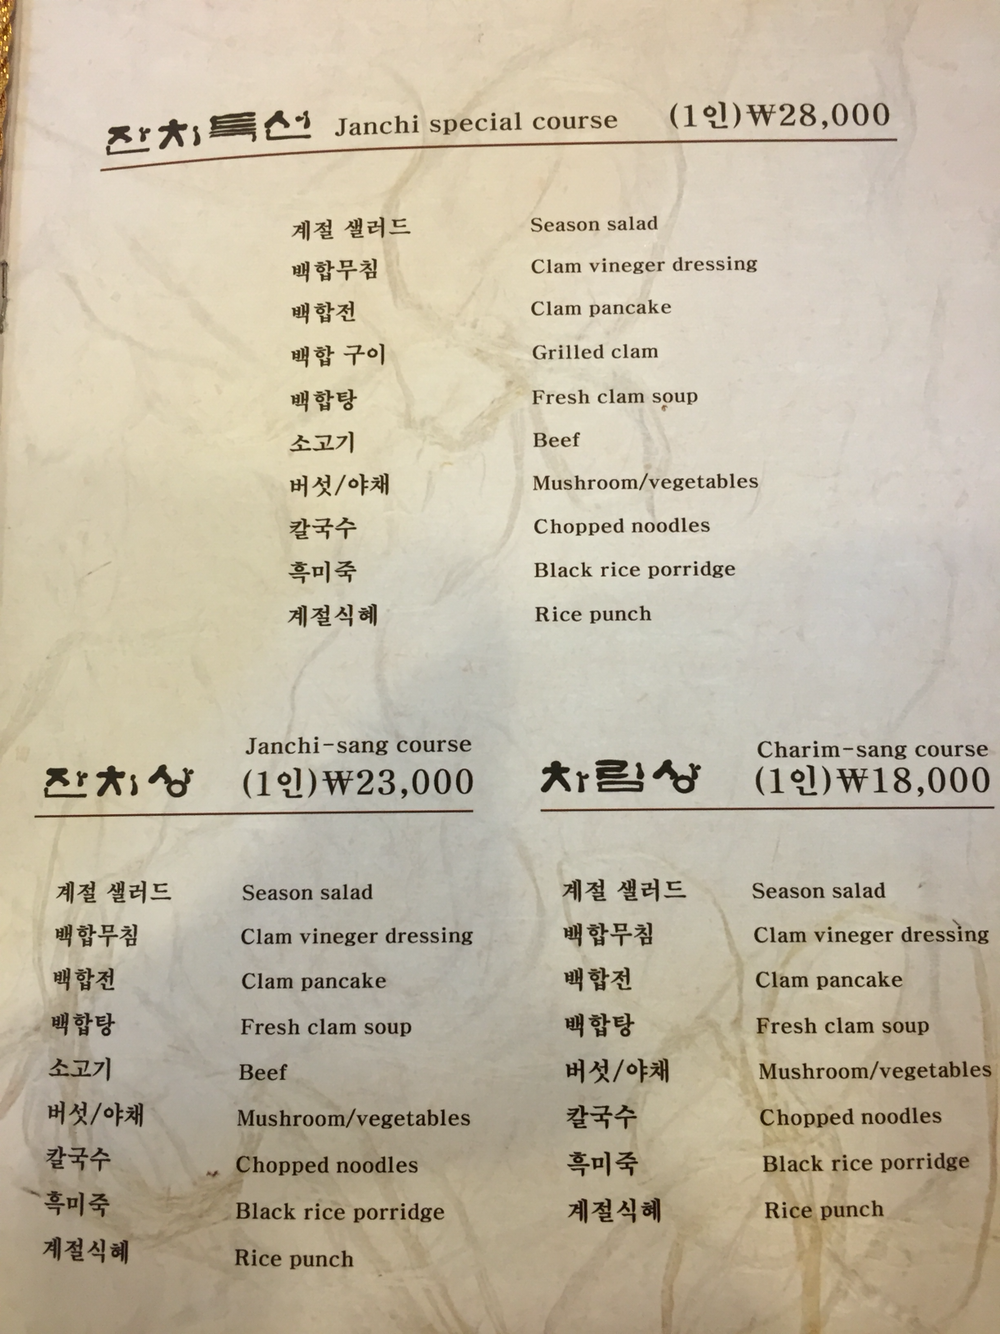 잔치특선 Janchi special course (1인)₩28,000
계절 샐러드 Season salad
백합무침 Clam vineger dressing
백합전 Clam pancake
백합 구이 Grilled clam
백합탕 Fresh clam soup
소고기 Beef
버섯/야채 Mushroom/vegetables
칼국수 Chopped noodles
흑미죽 Black rice porridge
계절식혜 Rice punch
Janchi-sang course
잔치상 (1인)₩23,000
계절 샐러드 Season salad
백합무침 Clam vineger dressing
백합전 Clam pancake
백합탕 Fresh clam soup
소고기 Beef
버섯/야채 Mushroom/vegetables
칼국수 Chopped noodles
흑미죽 Black rice porridge
계절식혜 Rice punch
Charim-sang course
차림상 (1인)₩18,000
계절 샐러드 Season salad
백합무침 Clam vineger dressing
백합전 Clam pancake
백합탕 Fresh clam soup
버섯/야채 Mushroom/vegetables
칼국수 Chopped noodles
흑미죽 Black rice porridge
계절식혜 Rice punch